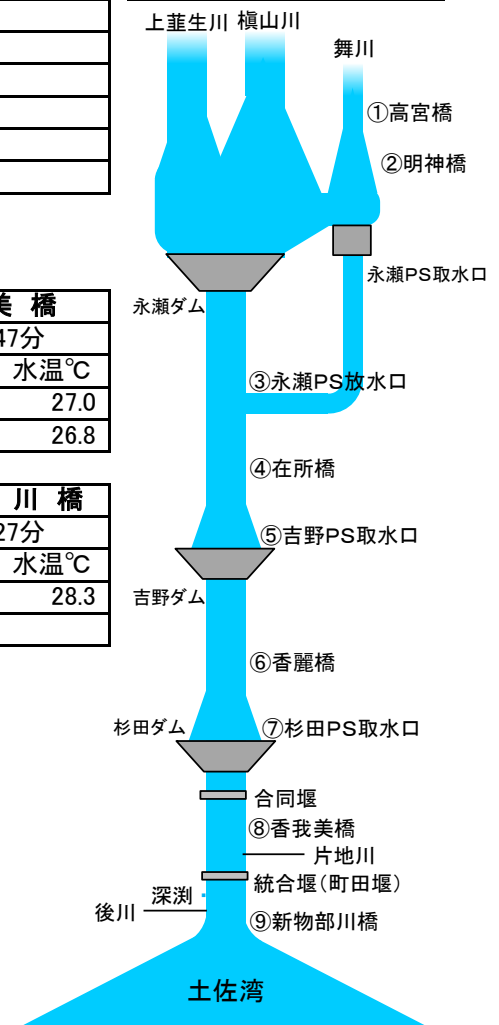 上韮生川 槇山川
舞川
①高宮橋
②明神橋
永瀬PS取水口
永瀬ダム
③永瀬PS放水口
④在所橋
⑤吉野PS取水口
吉野ダム
⑥香麗橋
杉田ダム ⑦杉田PS取水口
合同堰
⑧香我美橋
片地川
統合堰(町田堰)
深渕
後川
⑨新物部川橋
土佐湾
美 橋
47分
水温℃
27.0
26.8
川 橋
27分
水温℃
28.3